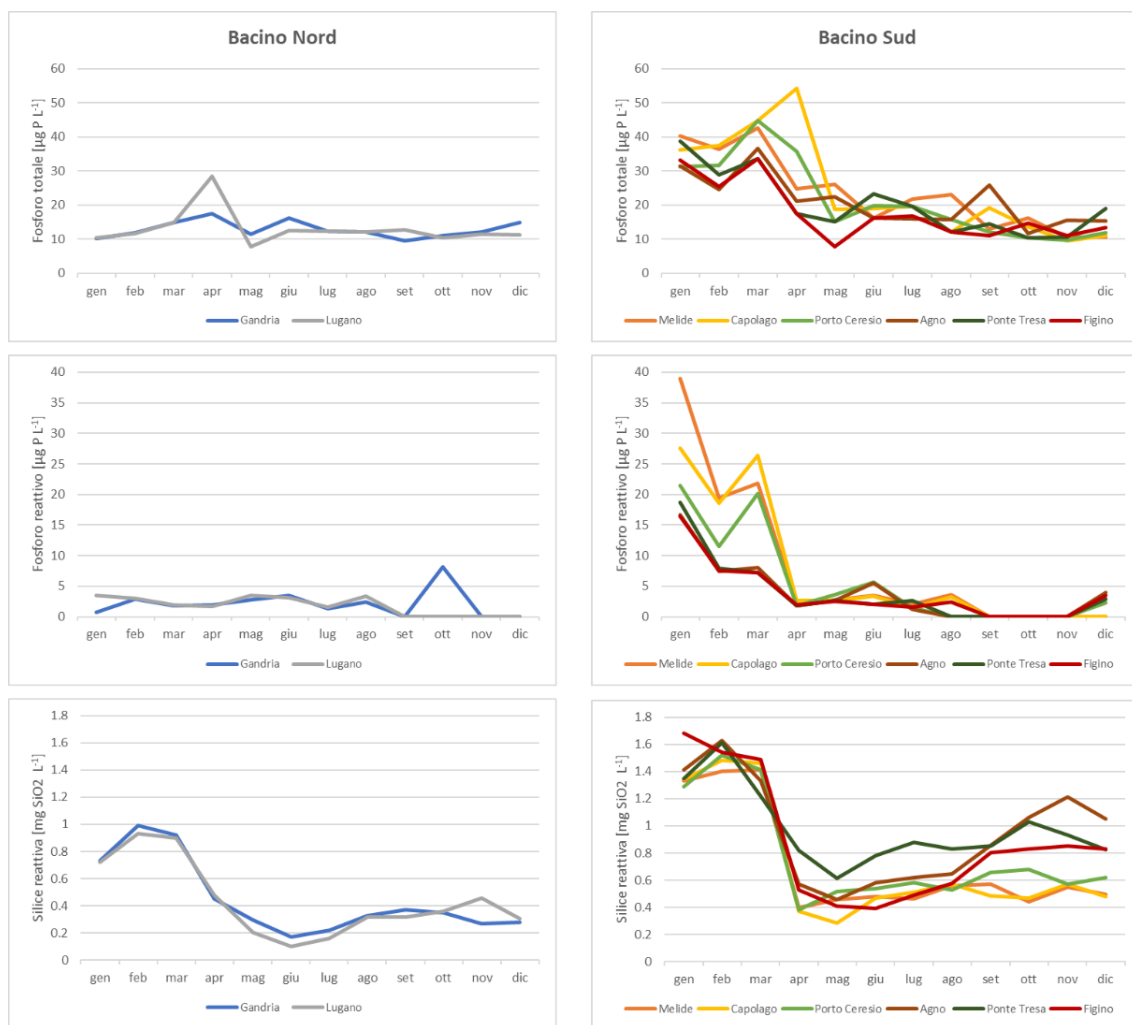 Bacino Nord
Fosforo totale [µg P L⁻¹]
60
50
40
30
20
10
0
gen feb mar apr mag giu lug ago set ott nov dic
Gandria Lugano
Bacino Sud
Fosforo totale [µg P L⁻¹]
60
50
40
30
20
10
0
gen feb mar apr mag giu lug ago set ott nov dic
Melide Capolago Porto Ceresio Agno Ponte Tresa Figino
Fosforo reattivo [µg P L⁻¹]
40
35
30
25
20
15
10
5
0
gen feb mar apr mag giu lug ago set ott nov dic
Gandria Lugano
Fosforo reattivo [µg P L⁻¹]
40
35
30
25
20
15
10
5
0
gen feb mar apr mag giu lug ago set ott nov dic
Melide Capolago Porto Ceresio Agno Ponte Tresa Figino
Silice reattiva [mg SiO2 L⁻¹]
1.8
1.6
1.4
1.2
1
0.8
0.6
0.4
0.2
0
gen feb mar apr mag giu lug ago set ott nov dic
Gandria Lugano
Silice reattiva [mg SiO2 L⁻¹]
1.8
1.6
1.4
1.2
1
0.8
0.6
0.4
0.2
0
gen feb mar apr mag giu lug ago set ott nov dic
Melide Capolago Porto Ceresio Agno Ponte Tresa Figino